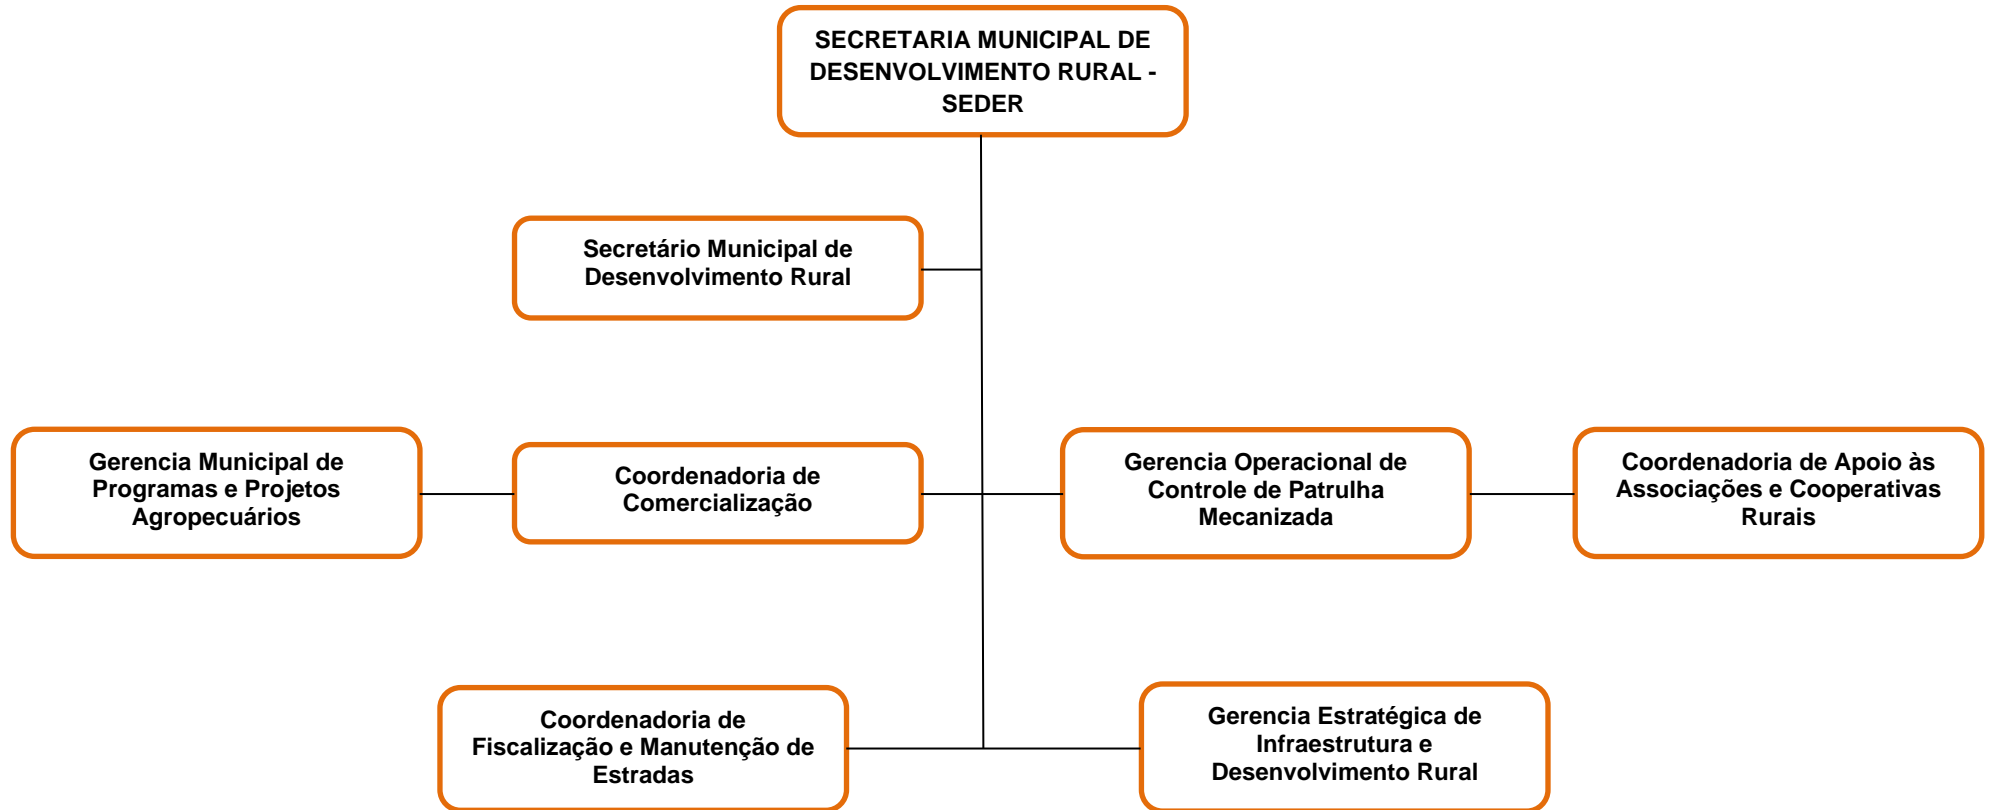 SECRETARIA MUNICIPAL DE
DESENVOLVIMENTO RURAL -
SEDER
Secretário Municipal de
Desenvolvimento Rural
Gerencia Municipal de
Programas e Projetos
Agropecuários
Coordenadoria de
Comercialização
Gerencia Operacional de
Controle de Patrulha
Mecanizada
Coordenadoria de Apoio às
Associações e Cooperativas
Rurais
Coordenadoria de
Fiscalização e Manutenção de
Estradas
Gerencia Estratégica de
Infraestrutura e
Desenvolvimento Rural